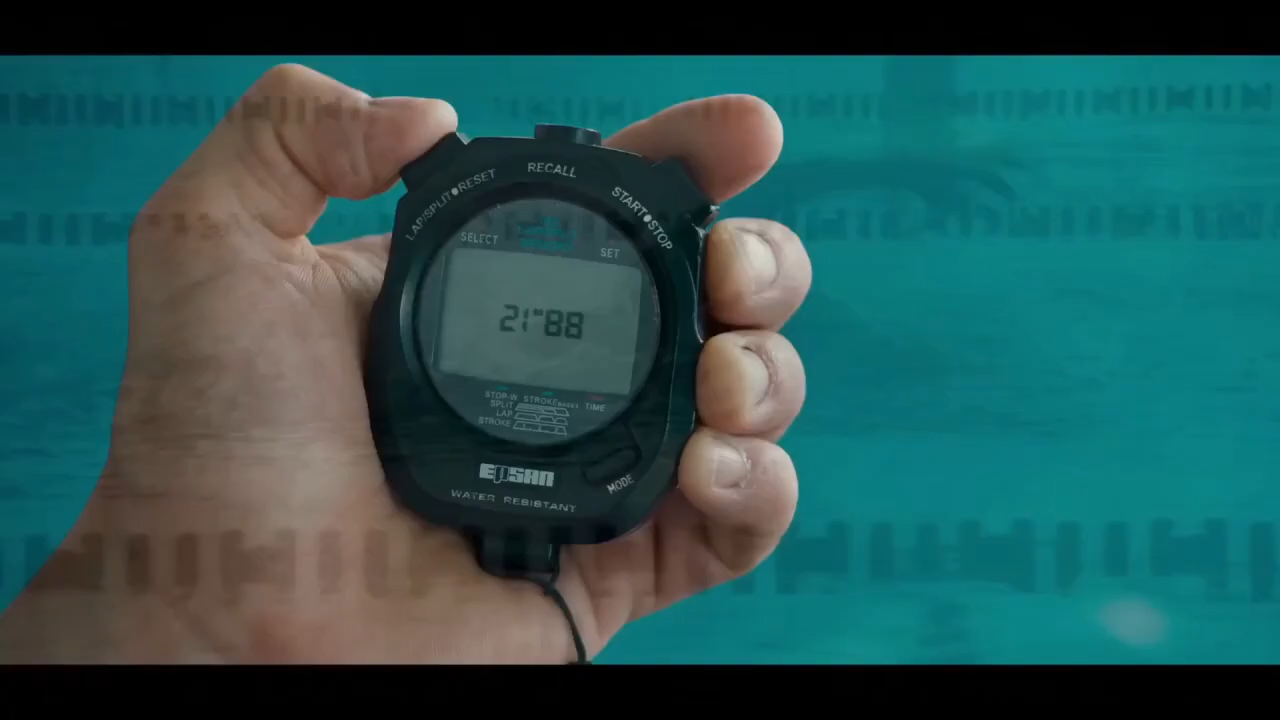 RECALL
LAP/SPLIT●RESET
START●STOP
SELECT
SET
21"88
STOP-W STROKE TIME
SPLIT
LAP
STROKE
EPSAN
MODE
WATER RESISTANT